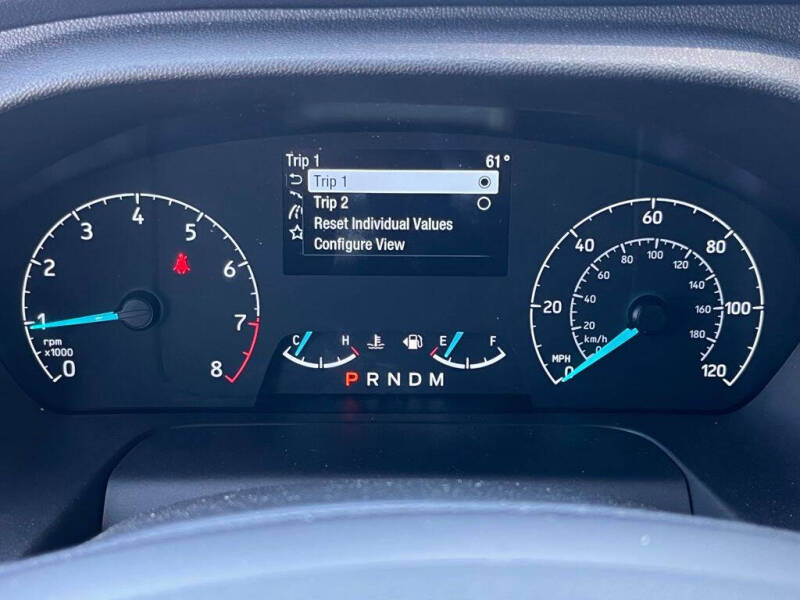 Trip 1 61°
Trip 1
Trip 2
Reset Individual Values
Configure View
0 1 2 3 4 5 6 7 8
rpm
x1000
C H
E F
P R N D M
0 20 40 60 80 100 120
MPH
0 20 40 60 80 100 120 140 160 180
km/h